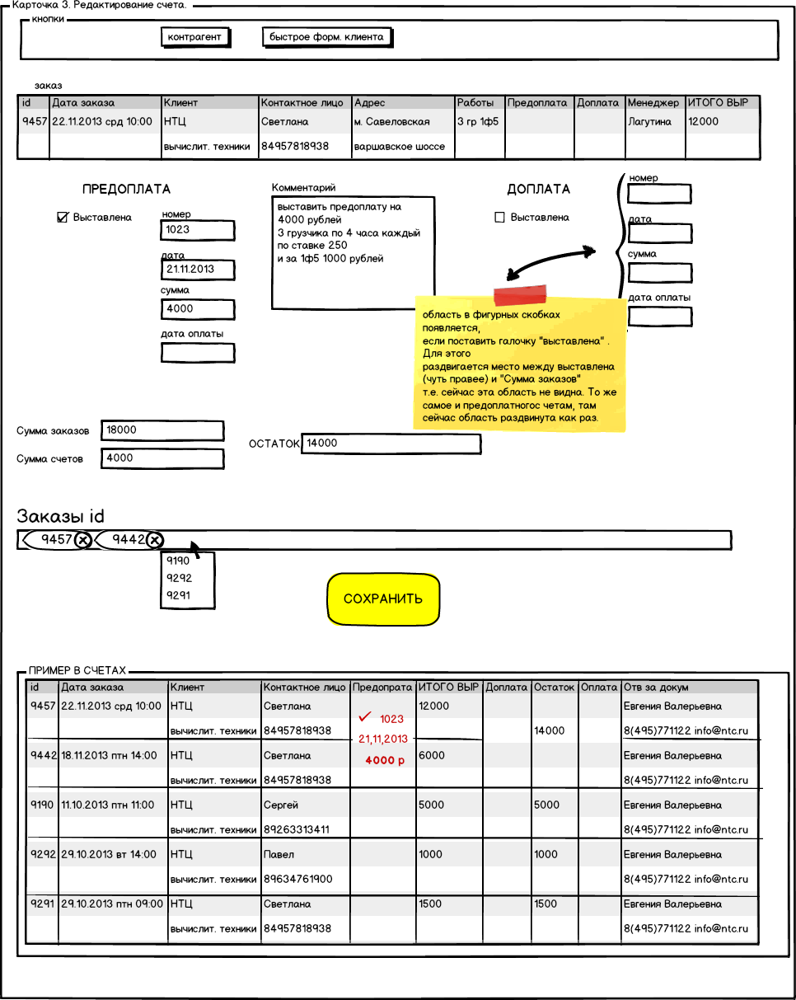 Карточка 3. Редактирование счета.
кнопки
контрагент быстрое форм. клиента
заказ
id Дата заказа Клиент Контактное лицо Адрес Работы Предоплата Доплата Менеджер ИТОГО ВЫР
9457 22.11.2013 срд 10:00 НТЦ Светлана м. Савеловская 3 гр 1ф5 Лагутина 12000
вычислит. техники 84957818938 варшавское шоссе
ПРЕДОПЛАТА
Выставлена
номер
1023
дата
21.11.2013
сумма
4000
дата оплаты
Комментарий
выставить предоплату на
4000 рублей
3 грузчика по 4 часа каждый
по ставке 250
и за 1ф5 1000 рублей
ДОПЛАТА
Выставлена
номер
дата
сумма
дата оплаты
область в фигурных скобках
появляется,
если поставить галочку "выставлена" .
Для этого
раздвигается место между выставлена
(чуть правее) и "Сумма заказов"
т.е. сейчас эта область не видна. То же
самое и предоплатногос четам, там
сейчас область раздвинута как раз.
Сумма заказов 18000
Сумма счетов 4000
ОСТАТОК 14000
Заказы id
9457 9442
9190
9292
9291
СОХРАНИТЬ
ПРИМЕР В СЧЕТАХ
id Дата заказа Клиент Контактное лицо Предопрата ИТОГО ВЫР Доплата Остаток Оплата Отв за докум
9457 22.11.2013 срд 10:00 НТЦ Светлана 12000 Евгения Валерьевна
1023
вычислит. техники 84957818938 14000 8(495)771122 info@ntc.ru
21,11,2013
9442 18.11.2013 птн 14:00 НТЦ Светлана 6000 Евгения Валерьевна
4000 р
вычислит. техники 84957818938 8(495)771122 info@ntc.ru
9190 11.10.2013 птн 11:00 НТЦ Сергей 5000 5000 Евгения Валерьевна
вычислит. техники 89263313411 8(495)771122 info@ntc.ru
9292 29.10.2013 вт 14:00 НТЦ Павел 1000 1000 Евгения Валерьевна
вычислит. техники 89634761900 8(495)771122 info@ntc.ru
9291 29.10.2013 птн 09:00 НТЦ Светлана 1500 1500 Евгения Валерьевна
вычислит. техники 84957818938 8(495)771122 info@ntc.ru